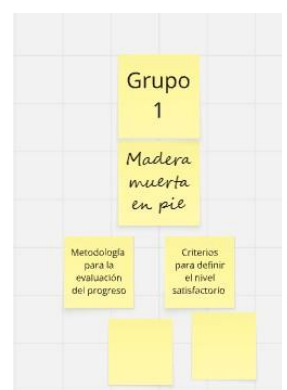 Grupo
1
Madera
muerta
en pie
Metodología
para la
evaluación
del progreso
Criterios
para definir
el nivel
satisfactorio